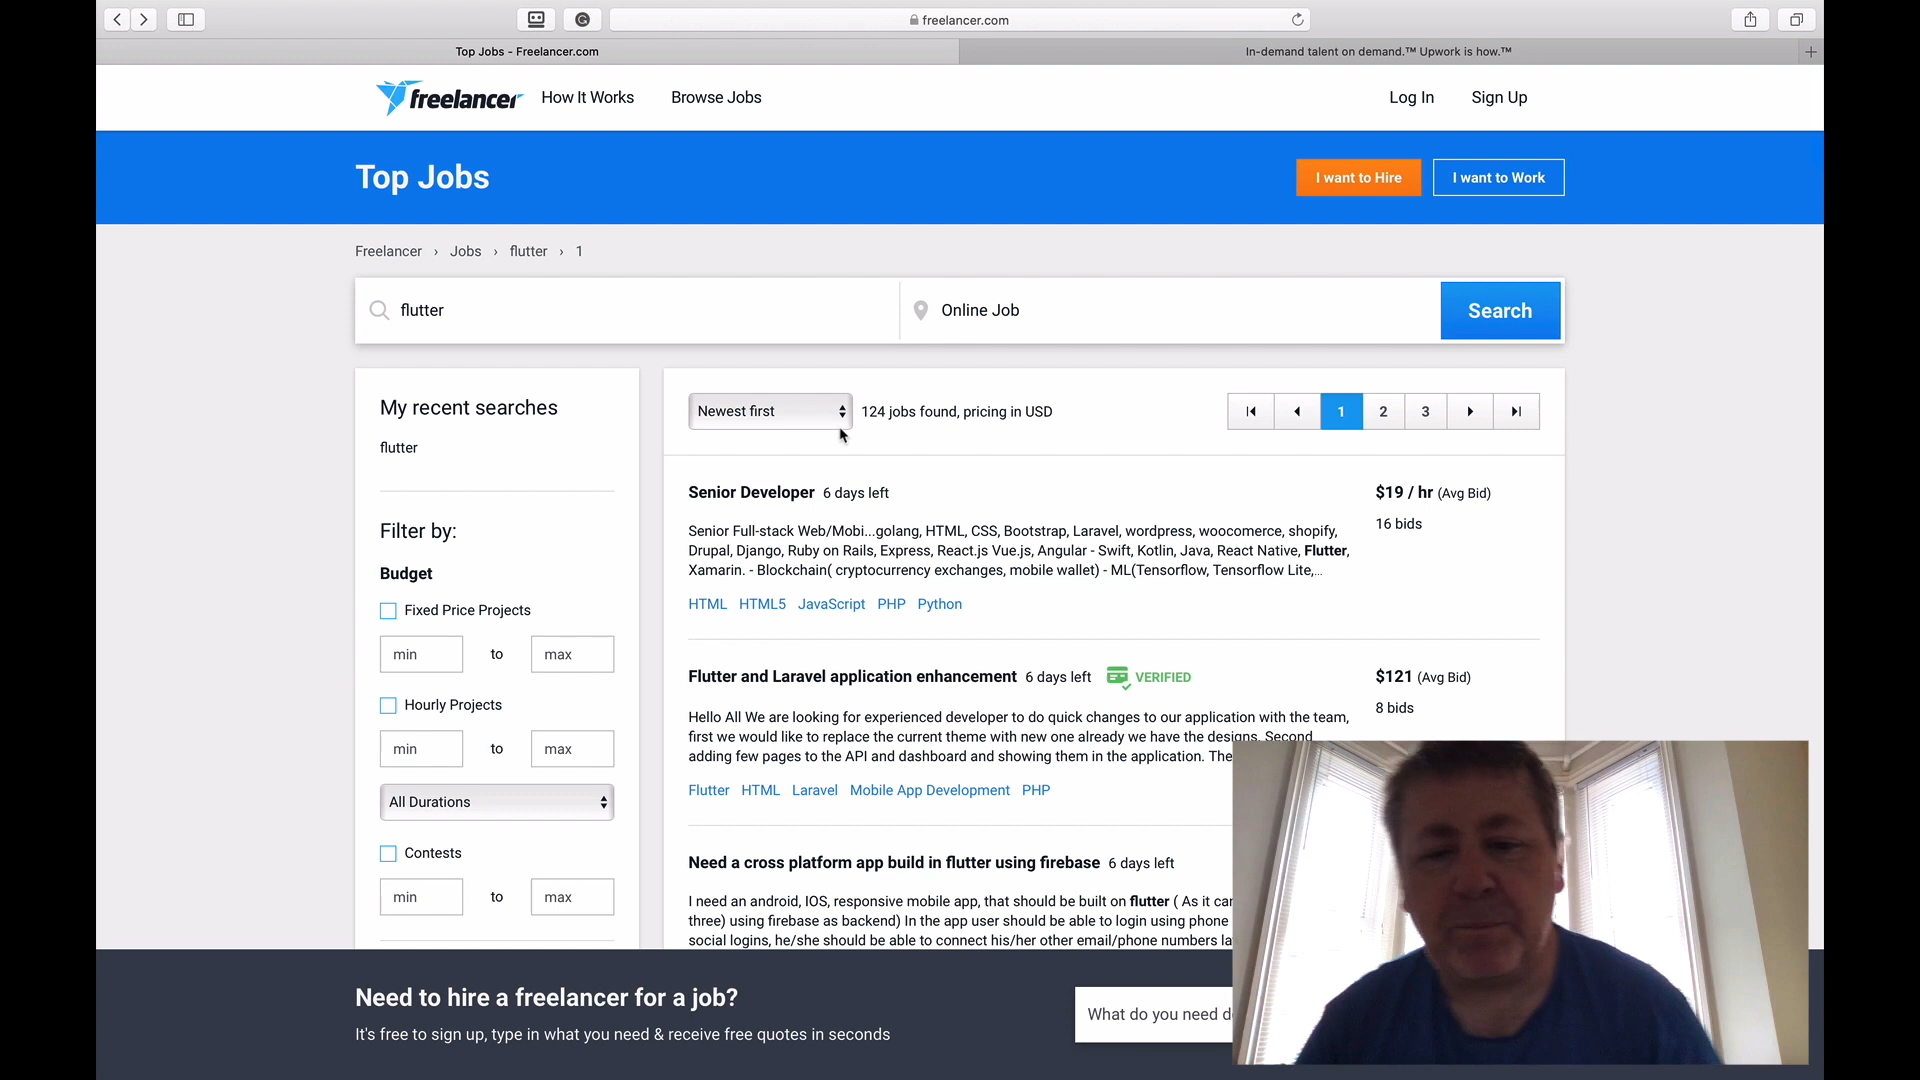 freelancer.com
Top Jobs - Freelancer.com
In-demand talent on demand.™ Upwork is how.™
freelancer
How It Works
Browse Jobs
Log In
Sign Up
Top Jobs
I want to Hire
I want to Work
Freelancer › Jobs › flutter › 1
flutter
Online Job
Search
My recent searches
flutter
Filter by:
Budget
Fixed Price Projects
min to max
Hourly Projects
min to max
All Durations
Contests
min to max
Newest first
124 jobs found, pricing in USD
1 2 3
Senior Developer 6 days left
$19 / hr (Avg Bid)
16 bids
Senior Full-stack Web/Mobi...golang, HTML, CSS, Bootstrap, Laravel, wordpress, woocomerce, shopify,
Drupal, Django, Ruby on Rails, Express, React.js Vue.js, Angular - Swift, Kotlin, Java, React Native, Flutter,
Xamarin. - Blockchain( cryptocurrency exchanges, mobile wallet) - ML(Tensorflow, Tensorflow Lite,...
HTML HTML5 JavaScript PHP Python
Flutter and Laravel application enhancement 6 days left VERIFIED
$121 (Avg Bid)
8 bids
Hello All We are looking for experienced developer to do quick changes to our application with the team,
first we would like to replace the current theme with new one already we have the designs. Second
adding few pages to the API and dashboard and showing them in the application. The
Flutter HTML Laravel Mobile App Development PHP
Need a cross platform app build in flutter using firebase 6 days left
I need an android, IOS, responsive mobile app, that should be built on flutter ( As it can
three) using firebase as backend) In the app user should be able to login using phone
social logins, he/she should be able to connect his/her other email/phone numbers
Need to hire a freelancer for a job?
It's free to sign up, type in what you need & receive free quotes in seconds
What do you need